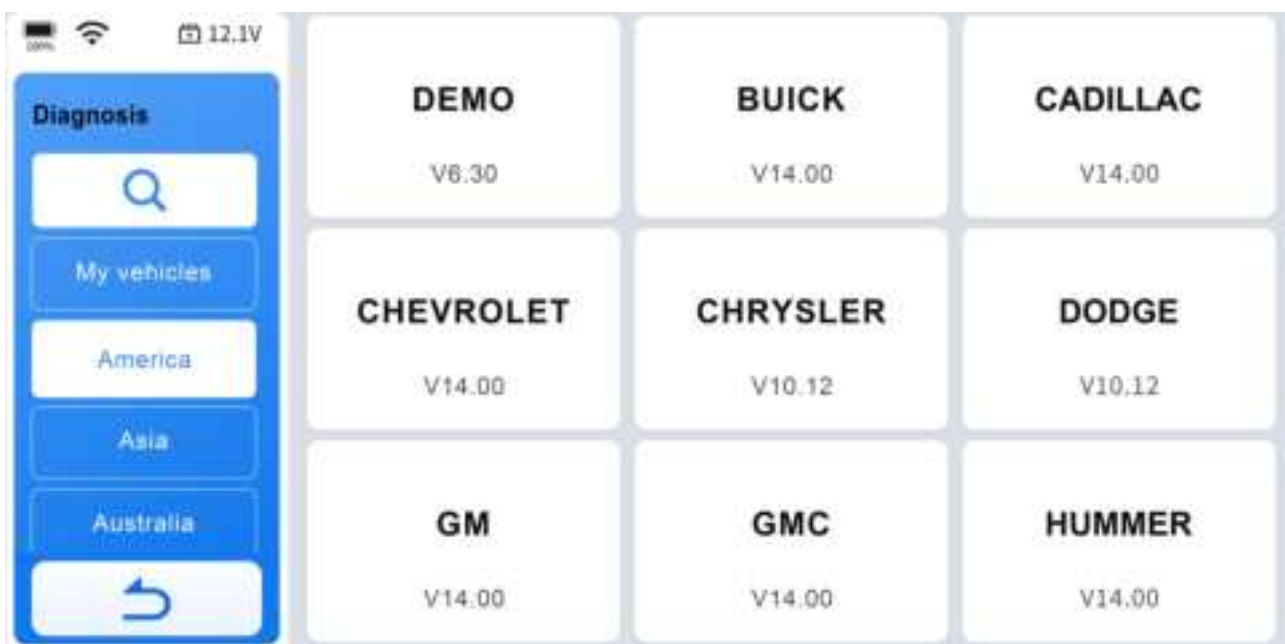 100%
12.1V
Diagnosis
My vehicles
America
Asia
Australia
DEMO
V6.30
BUICK
V14.00
CADILLAC
V14.00
CHEVROLET
V14.00
CHRYSLER
V10.12
DODGE
V10.12
GM
V14.00
GMC
V14.00
HUMMER
V14.00